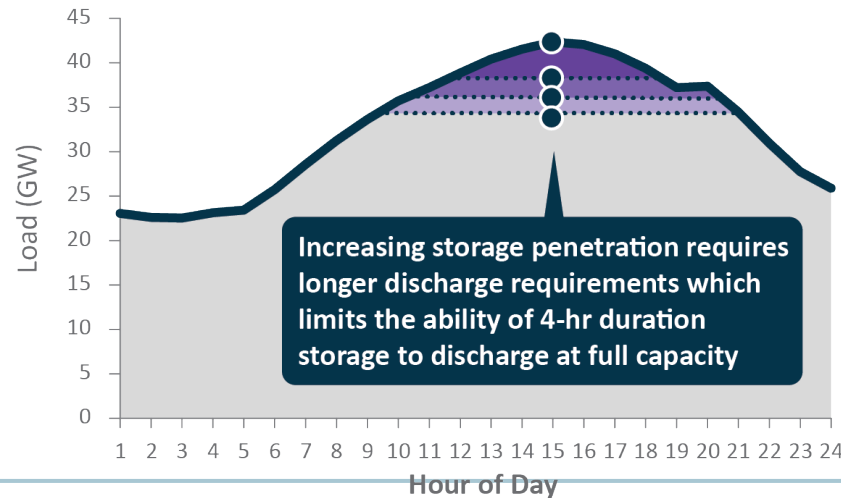 Load (GW)
45
40
35
30
25
20
15
10
5
0
Increasing storage penetration requires
longer discharge requirements which
limits the ability of 4-hr duration
storage to discharge at full capacity
1 2 3 4 5 6 7 8 9 10 11 12 13 14 15 16 17 18 19 20 21 22 23 24
Hour of Day